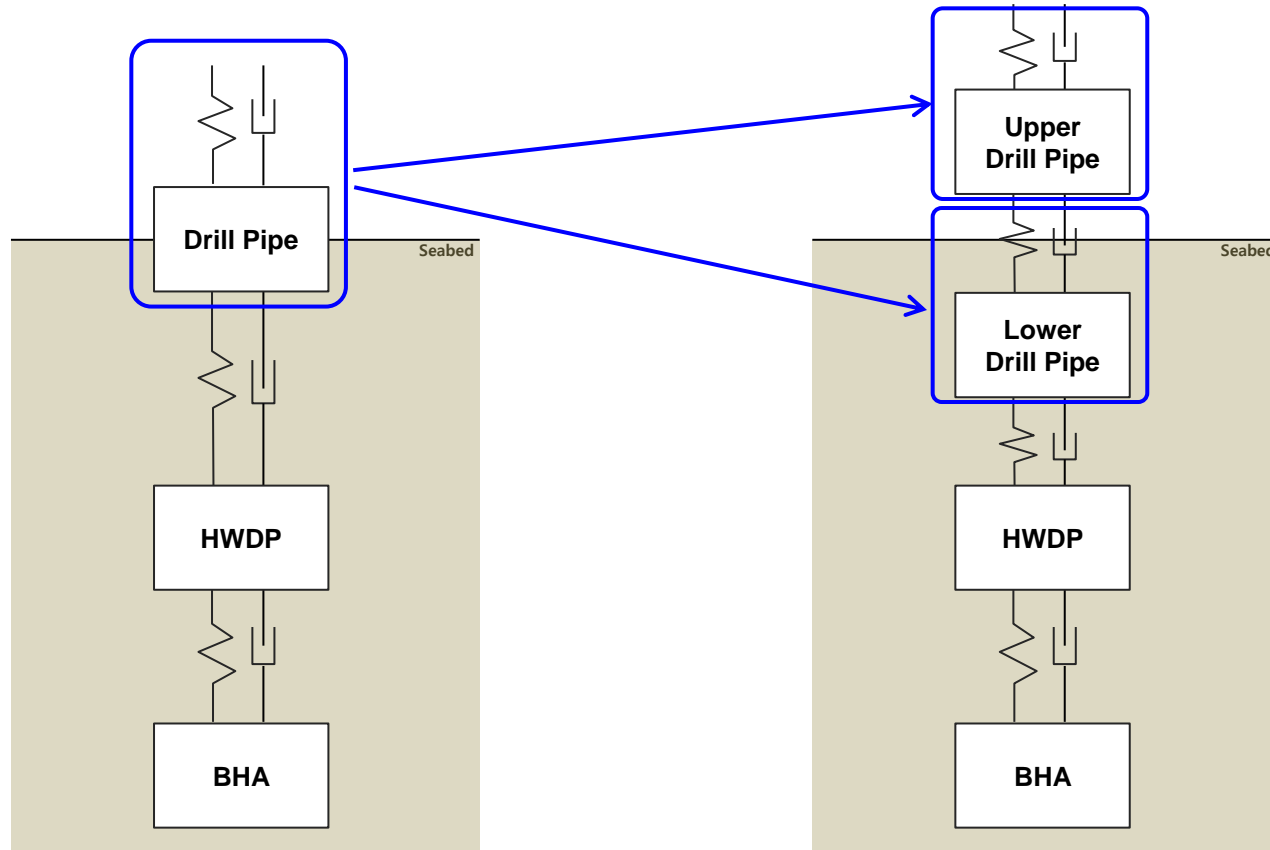 Drill Pipe
Seabed
HWDP
BHA
Upper
Drill Pipe
Seabed
Lower
Drill Pipe
HWDP
BHA